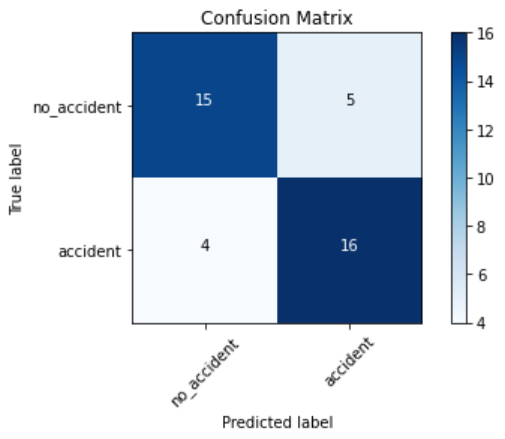 Confusion Matrix
no_accident
accident
True label
15 5
4 16
no_accident accident
Predicted label
16
14
12
10
8
6
4